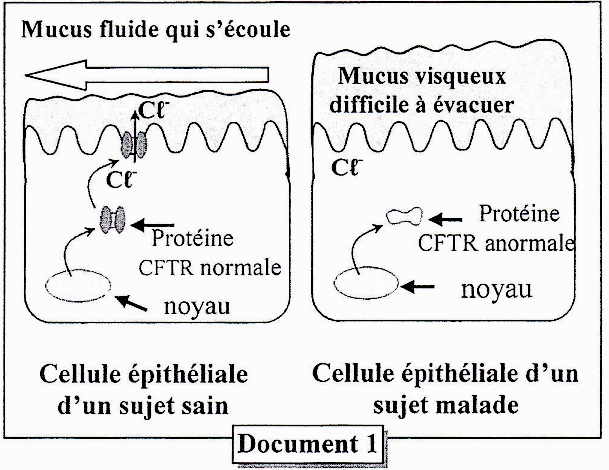 Mucus fluide qui s'écoule
Cℓ⁻
Cℓ⁻
Protéine
CFTR normale
noyau
Cellule épithéliale
d'un sujet sain
Mucus visqueux
difficile à évacuer
Cℓ⁻
Protéine
CFTR anormale
noyau
Cellule épithéliale d'un
sujet malade
Document 1